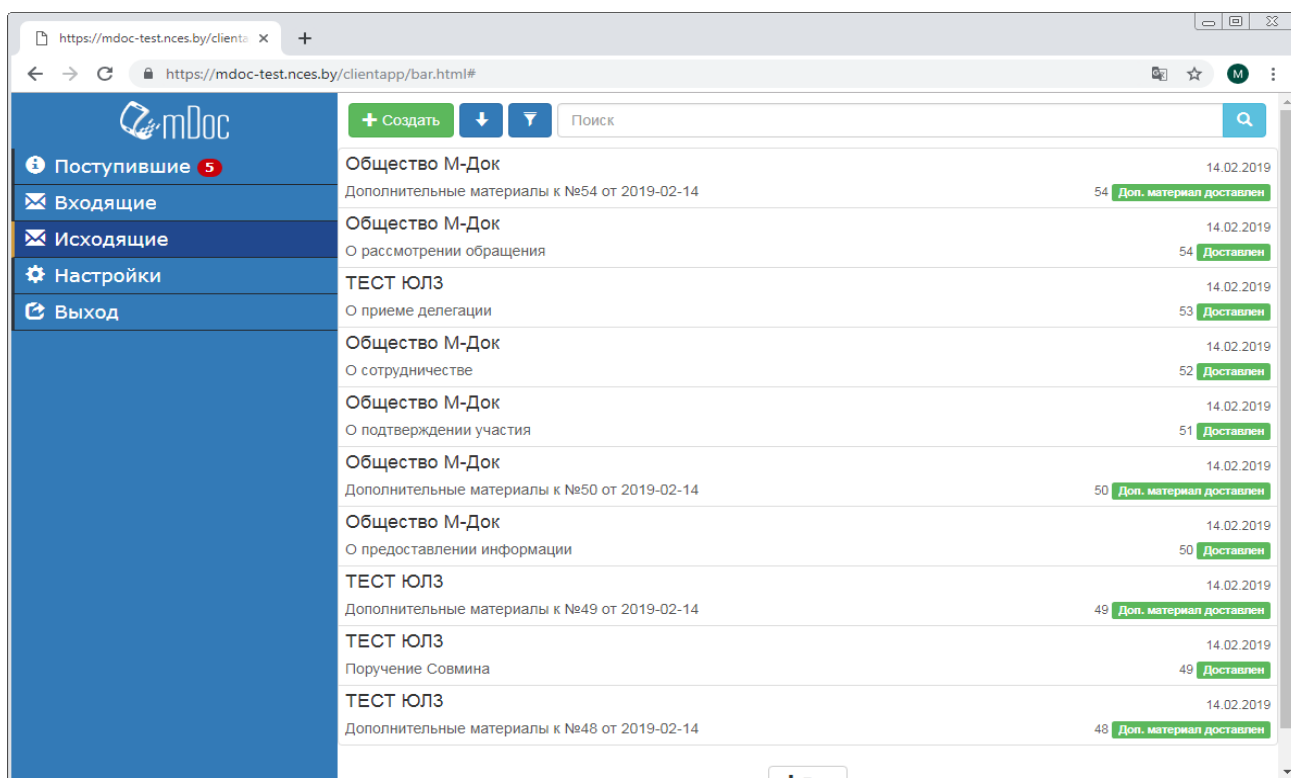 https://mdoc-test.nces.by/clienta
https://mdoc-test.nces.by/clientapp/bar.html#
M
mDoc
Создать
Поиск
Поступившие 5
Входящие
Исходящие
Настройки
Выход
Общество М-Док
14.02.2019
Дополнительные материалы к №54 от 2019-02-14
54 Доп. материал доставлен
Общество М-Док
14.02.2019
О рассмотрении обращения
54 Доставлен
ТЕСТ ЮЛ3
14.02.2019
О приеме делегации
53 Доставлен
Общество М-Док
14.02.2019
О сотрудничестве
52 Доставлен
Общество М-Док
14.02.2019
О подтверждении участия
51 Доставлен
Общество М-Док
14.02.2019
Дополнительные материалы к №50 от 2019-02-14
50 Доп. материал доставлен
Общество М-Док
14.02.2019
О предоставлении информации
50 Доставлен
ТЕСТ ЮЛ3
14.02.2019
Дополнительные материалы к №49 от 2019-02-14
49 Доп. материал доставлен
ТЕСТ ЮЛ3
14.02.2019
Поручение Совмина
49 Доставлен
ТЕСТ ЮЛ3
14.02.2019
Дополнительные материалы к №48 от 2019-02-14
48 Доп. материал доставлен